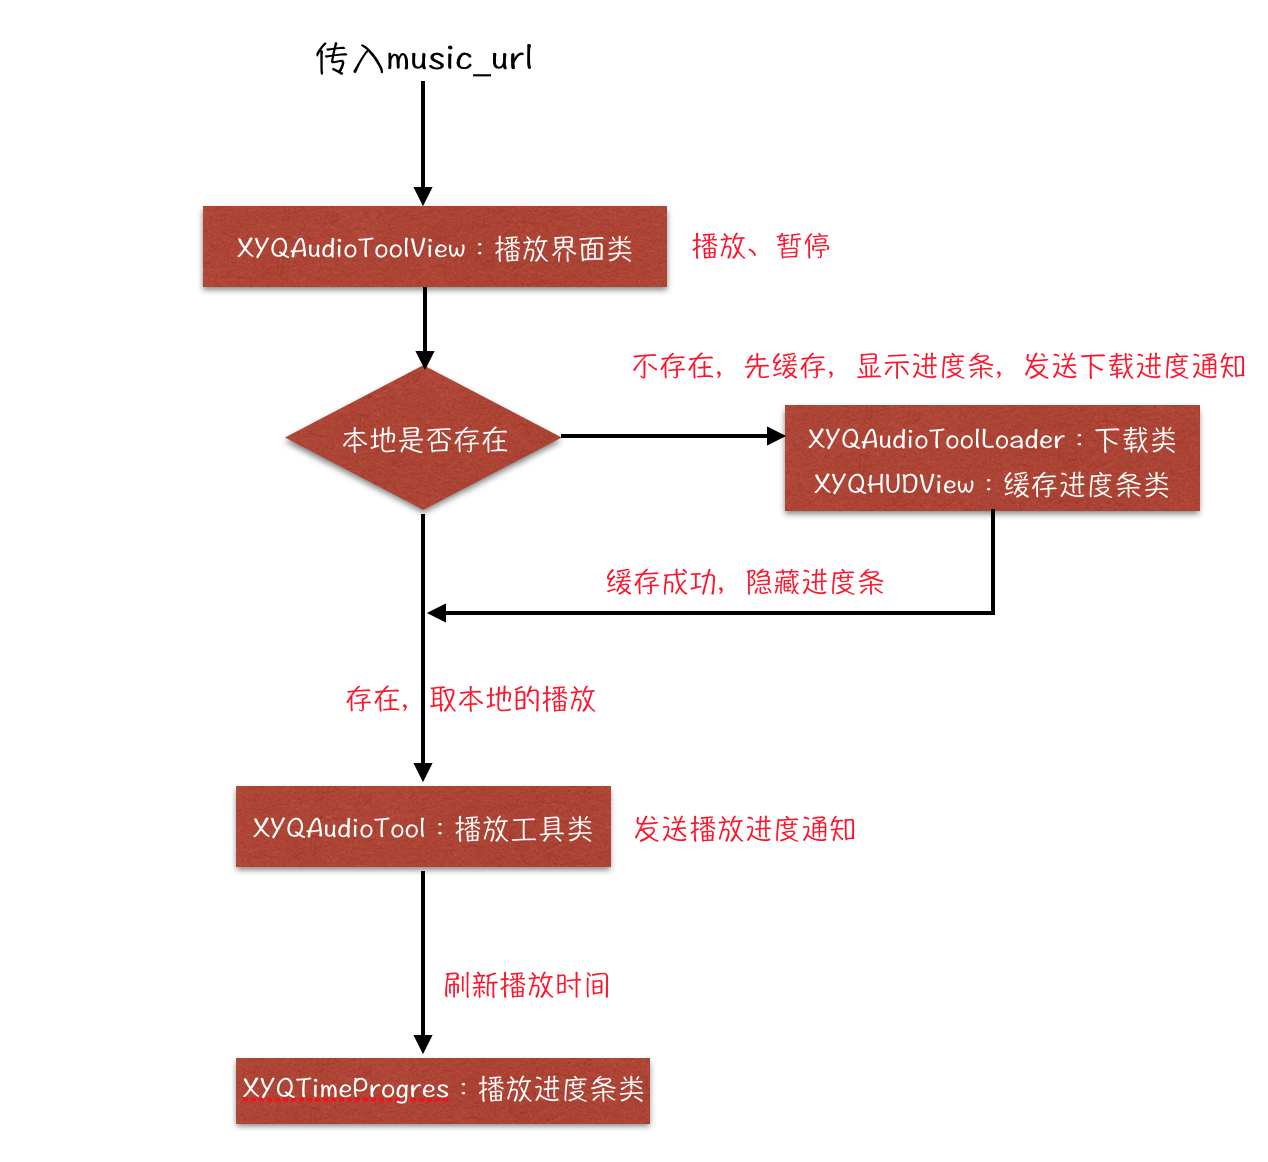 传入music_url
XYQAudioToolView：播放界面类
播放、暂停
不存在，先缓存，显示进度条，发送下载进度通知
本地是否存在
XYQAudioToolLoader：下载类
XYQHUDView：缓存进度条类
缓存成功，隐藏进度条
存在，取本地的播放
XYQAudioTool：播放工具类
发送播放进度通知
刷新播放时间
XYQTimeProgres：播放进度条类